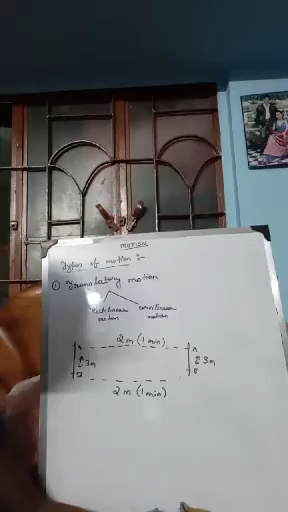 MOTION
Types of motion :-
① Translatory motion
Rectilinear curvilinear
motion motion
2m (1 min)
A A
3m 3m
B B
2m (1 min)